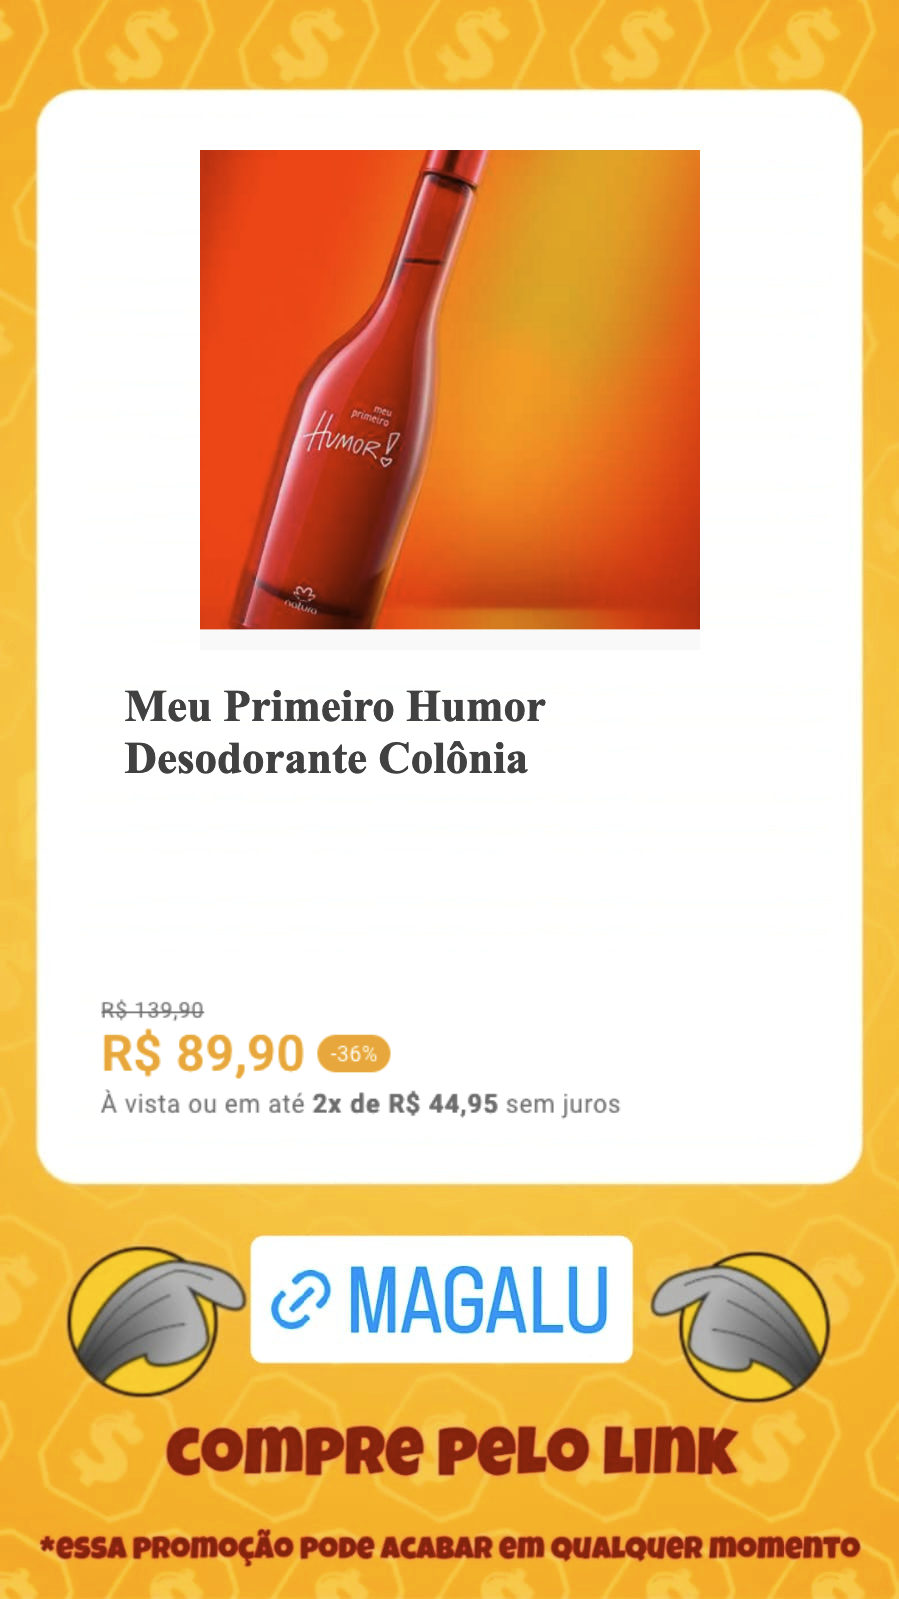 meu
primeiro
HUMOR!
natura
Meu Primeiro Humor
Desodorante Colônia
R$ 139,90
R$ 89,90 -36%
À vista ou em até 2x de R$ 44,95 sem juros
MAGALU
COMPRE PELO LINK
*ESSA PROMOÇÃO PODE ACABAR EM QUALQUER MOMENTO